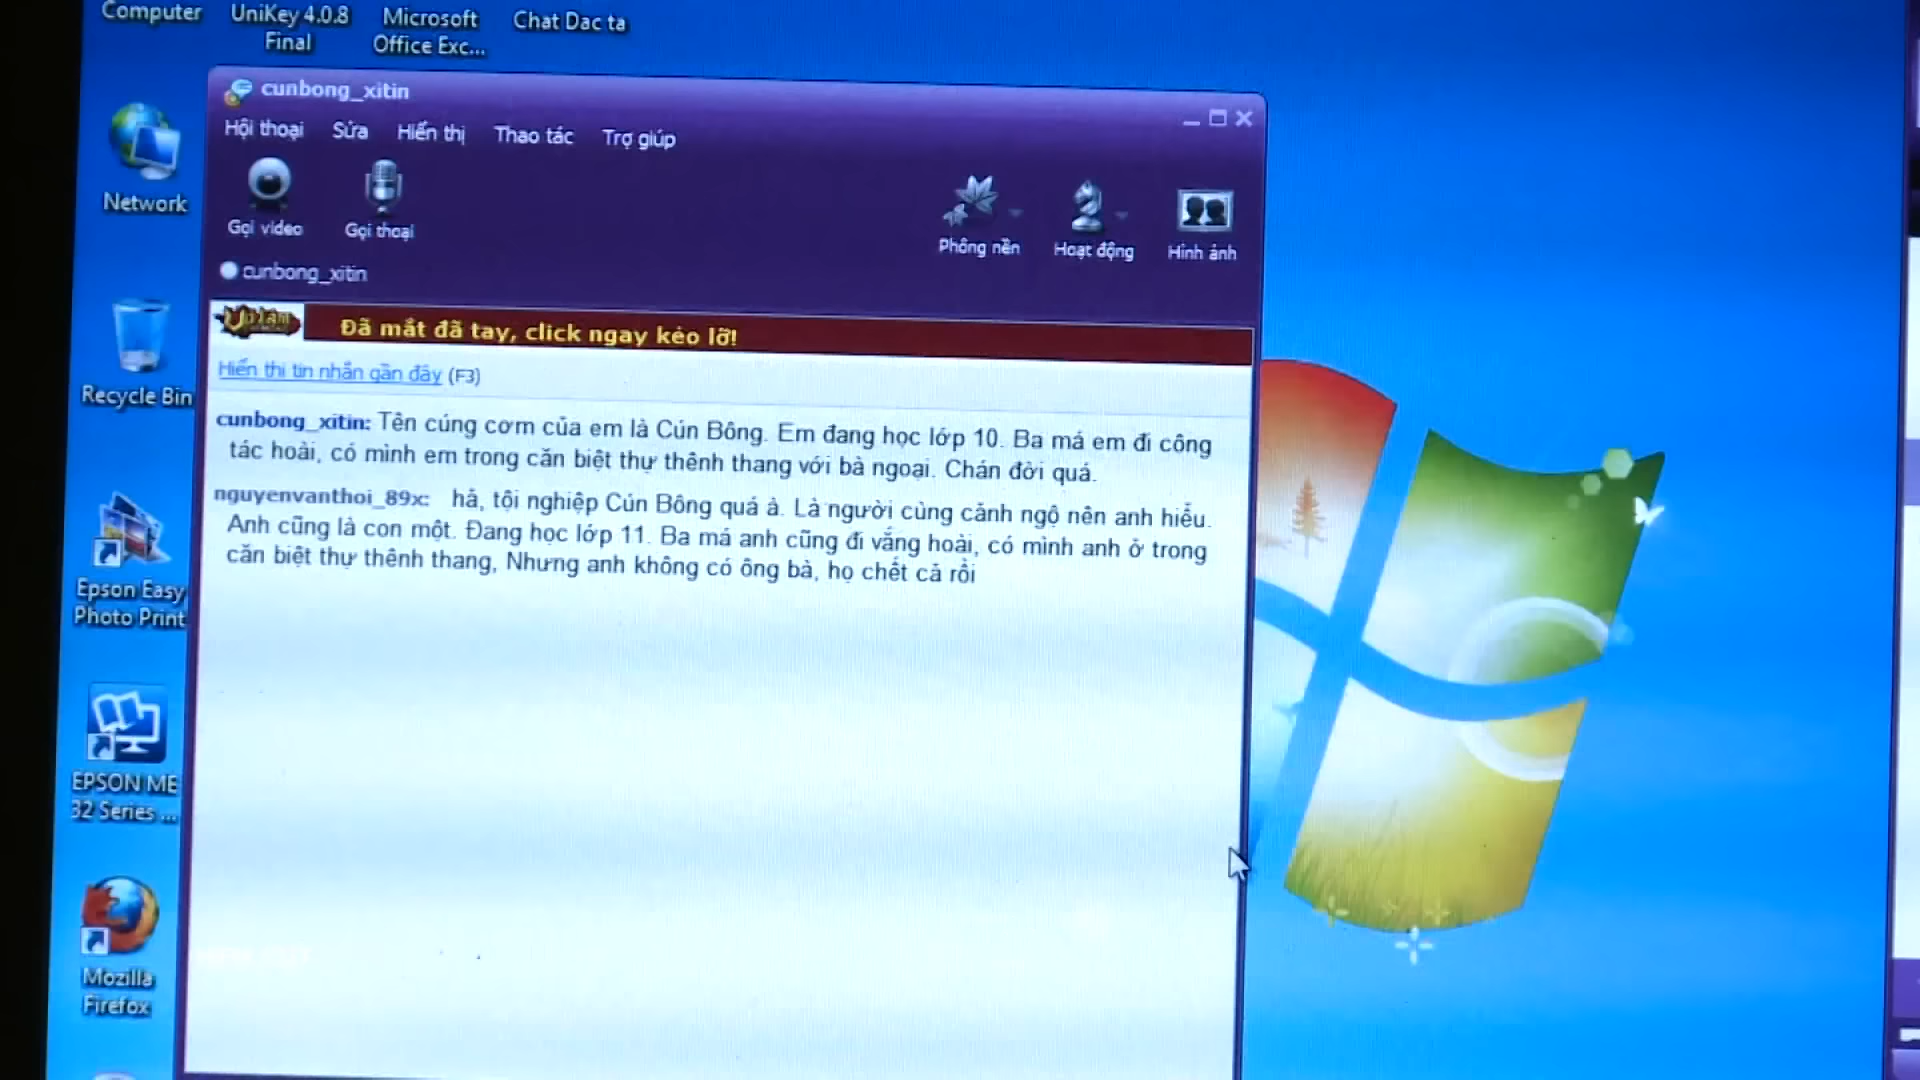 Computer
UniKey 4.0.8
Final
Microsoft
Office Exc...
Chat Dac ta
cunbong_xitin
Hội thoại Sửa Hiển thị Thao tác Trợ giúp
Network
Gọi video Gọi thoại
Phông nền Hoạt động Hình ảnh
cunbong_xitin
Đã mắt đã tay, click ngay kẻo lỡ!
Hiển thị tin nhắn gần đây (F3)
Recycle Bin
cunbong_xitin: Tên cúng cơm của em là Cún Bông. Em đang học lớp 10. Ba má em đi công
tác hoài, có mình em trong căn biệt thự thênh thang với bà ngoại. Chán đời quá.
nguyenvanthoi_89x: hả, tội nghiệp Cún Bông quá à. Là người cùng cảnh ngộ nên anh hiểu.
Anh cũng là con một. Đang học lớp 11. Ba má anh cũng đi vắng hoài, có mình anh ở trong
căn biệt thự thênh thang, Nhưng anh không có ông bà, họ chết cả rồi
Epson Easy
Photo Print
EPSON ME
32 Series ...
Mozilla
Firefox